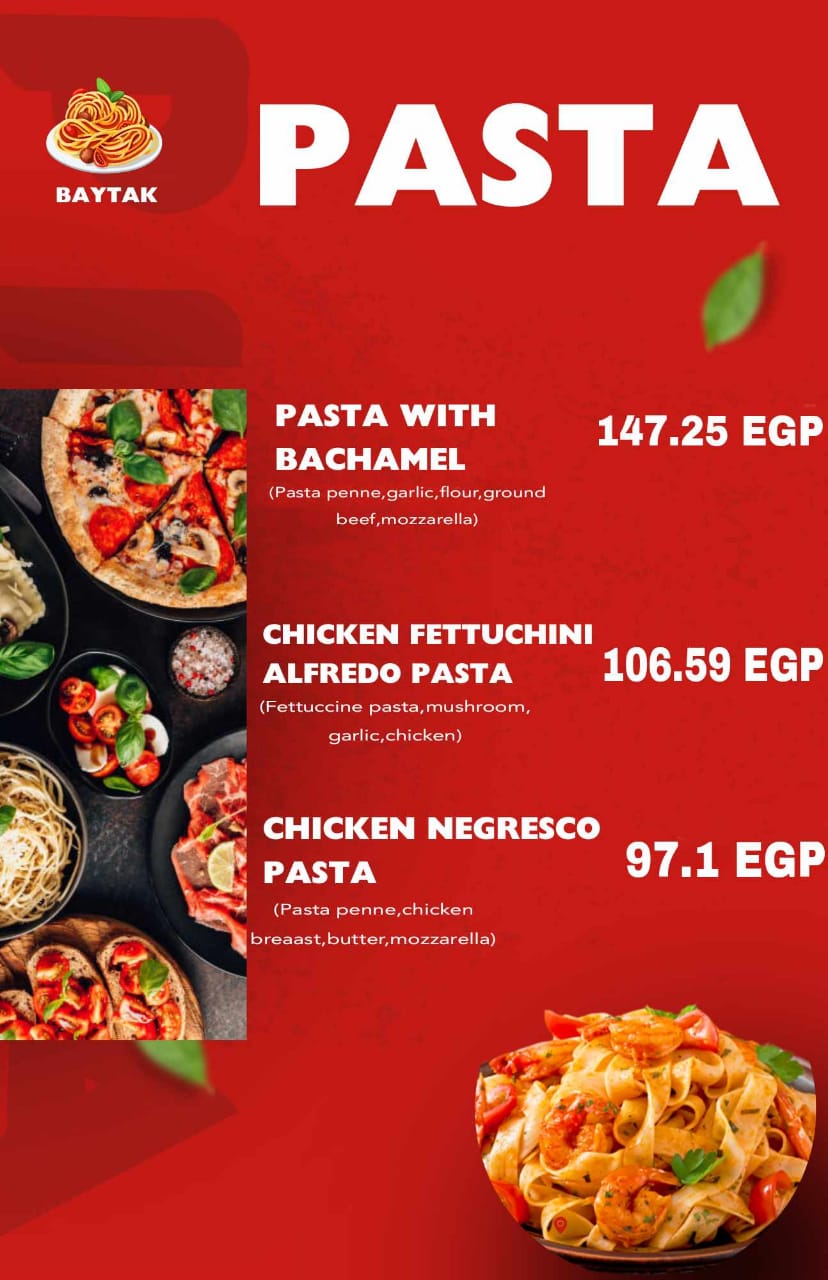 BAYTAK
PASTA
PASTA WITH
BACHAMEL
147.25 EGP
(Pasta penne,garlic,flour,ground
beef,mozzarella)
CHICKEN FETTUCHINI
ALFREDO PASTA
106.59 EGP
(Fettuccine pasta,mushroom,
garlic,chicken)
CHICKEN NEGRESCO
PASTA
97.1 EGP
(Pasta penne,chicken
breaast,butter,mozzarella)